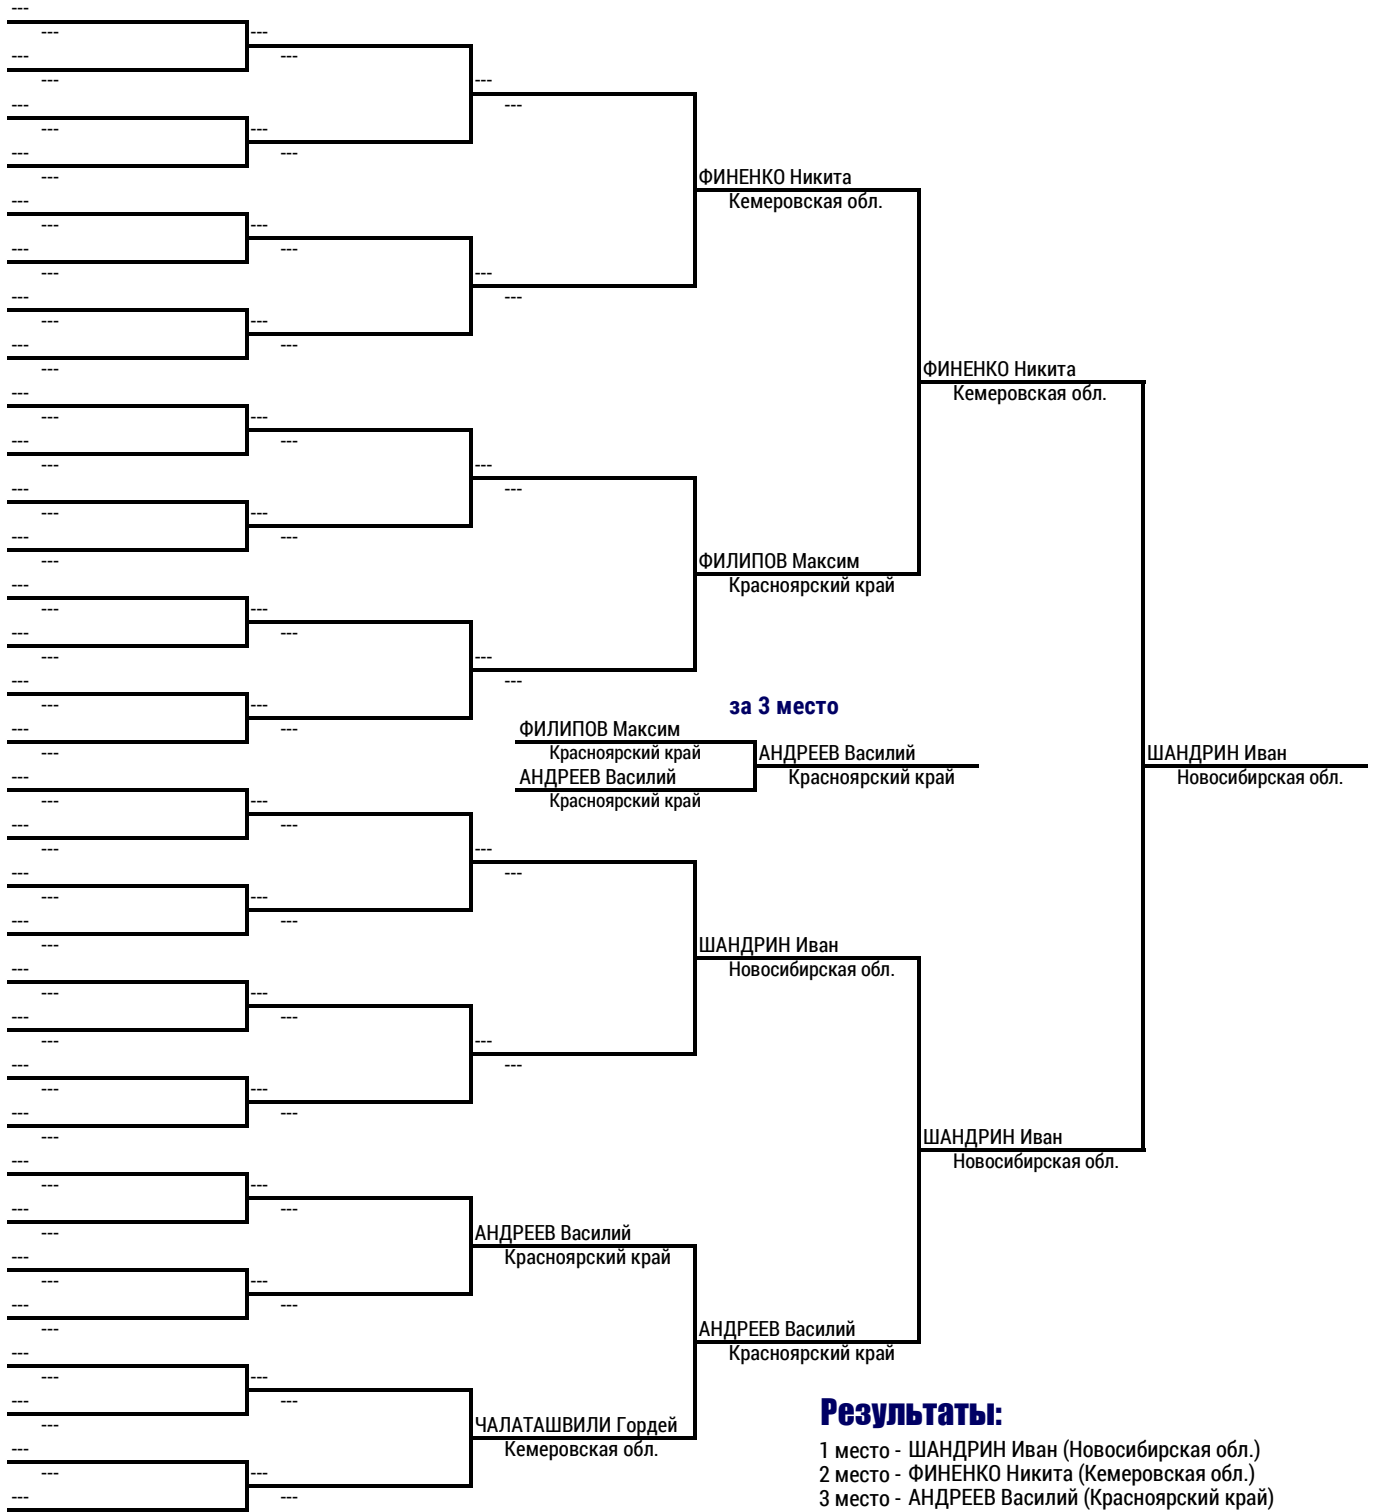 ---
--- ---
--- ---
--- ---
--- ---
--- ---
--- ---
--- ФИНЕНКО Никита
--- Кемеровская обл.
--- ---
--- ---
--- ---
--- ---
--- ---
--- ---
--- ФИНЕНКО Никита
--- Кемеровская обл.
--- ---
--- ---
--- ---
--- ---
--- ---
--- ---
--- ФИЛИПОВ Максим
--- Красноярский край
--- ---
--- ---
--- ---
--- ---
--- --- за 3 место
--- --- ФИЛИПОВ Максим
--- Красноярский край АНДРЕЕВ Василий ШАНДРИН Иван
--- АНДРЕЕВ Василий Красноярский край Новосибирская обл.
--- --- Красноярский край
--- ---
--- ---
--- ---
--- ---
--- ---
--- ШАНДРИН Иван
--- Новосибирская обл.
--- ---
--- ---
--- ---
--- ---
--- ---
--- ---
--- ШАНДРИН Иван
--- Новосибирская обл.
--- ---
--- ---
--- АНДРЕЕВ Василий
--- Красноярский край
--- ---
--- ---
--- АНДРЕЕВ Василий
--- Красноярский край
--- ---
--- ---
--- ЧАЛАТАШВИЛИ Гордей
--- Кемеровская обл.
--- ---
--- ---
Результаты:
1 место - ШАНДРИН Иван (Новосибирская обл.)
2 место - ФИНЕНКО Никита (Кемеровская обл.)
3 место - АНДРЕЕВ Василий (Красноярский край)